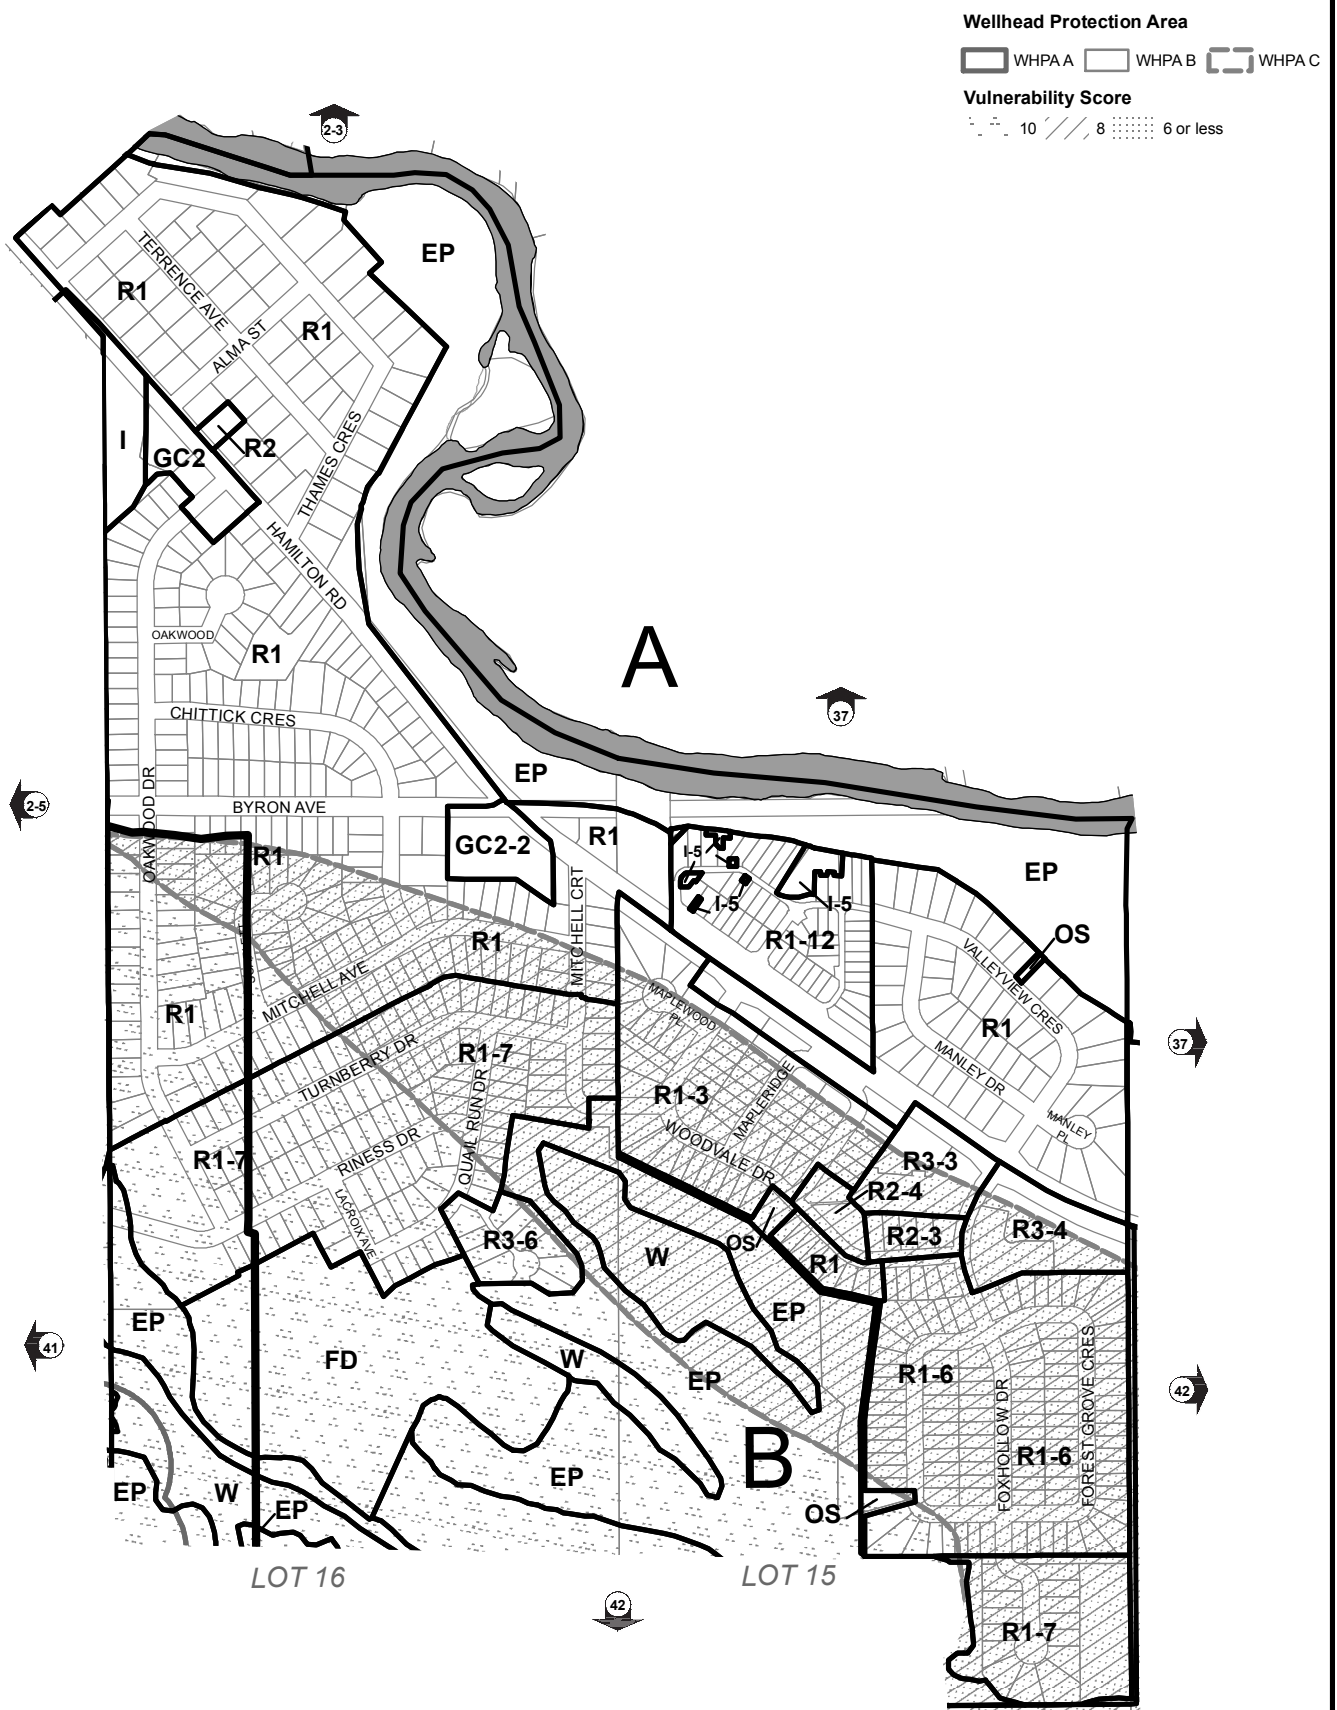 Wellhead Protection Area
WHPA A WHPA B WHPA C
Vulnerability Score
10 8 6 or less
2-3
EP
TERRENCE AVE
R1
R1
ALMA ST
THAMES CRES
I
GC2
R2
HAMILTON RD
OAKWOOD
R1
A
37
CHITTICK CRES
EP
OAKWOOD DR
2-5
BYRON AVE
GC2-2
R1
I-5
R1
EP
MITCHELL CRT
I-5
I-5
R1-12
OS
R1
VALLEYVIEW CRES
MITCHELL AVE
MAPLEWOOD PL
R1
R1
37
TURNBERRY DR
R1-7
MANLEY DR
R1-3
MAPLERIDGE
QUAIL RUN DR
WOODVALE DR
MANLEY PL
R1-7
RINESS DR
R3-3
R2-4
LACROIX AVE
R3-6
OS
R2-3
R3-4
W
R1
EP
EP
41
FD
W
EP
R1-6
FOREST GROVE CRES
42
FOXHOLLOW DR
B
R1-6
EP
EP
W
EP
OS
LOT 16
LOT 15
42
R1-7